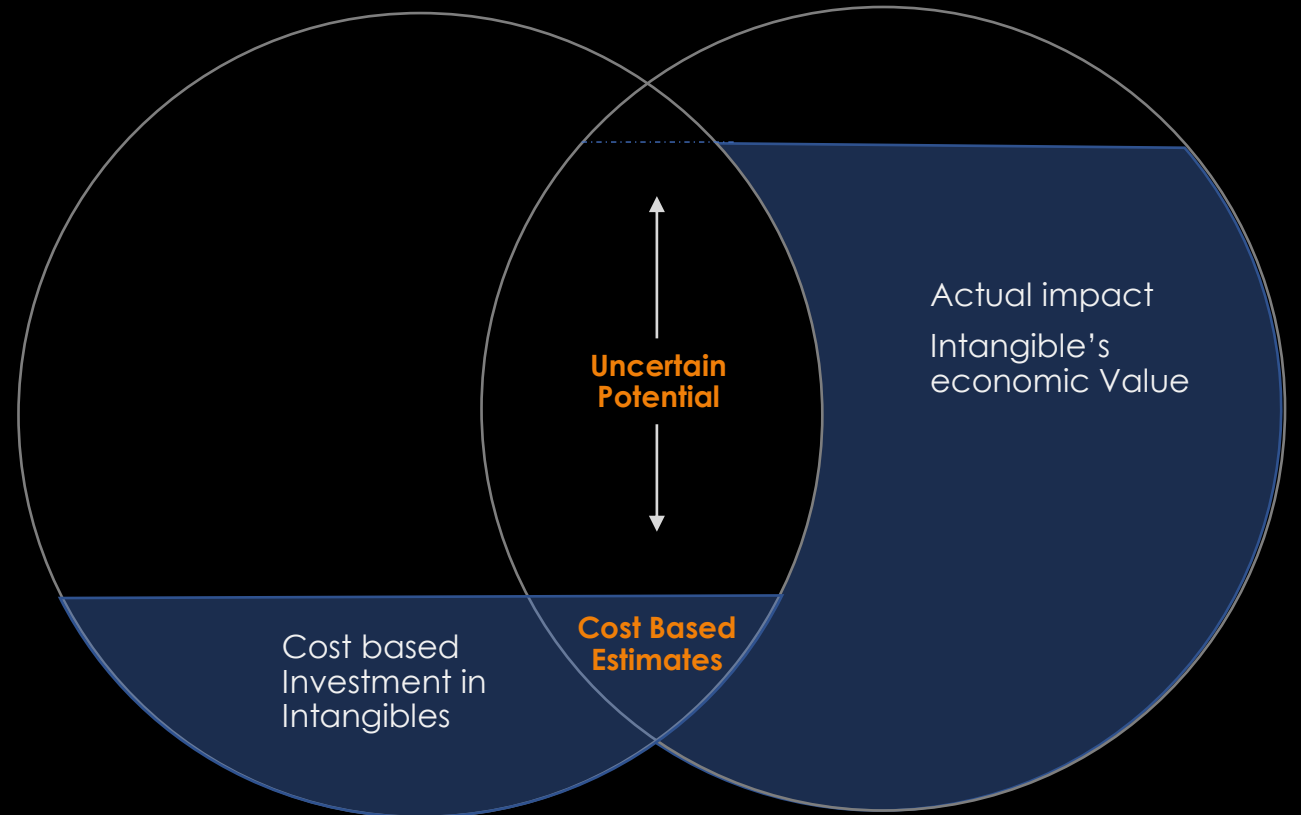 Actual impact
Intangible’s
economic Value
Uncertain
Potential
Cost Based
Estimates
Cost based
Investment in
Intangibles